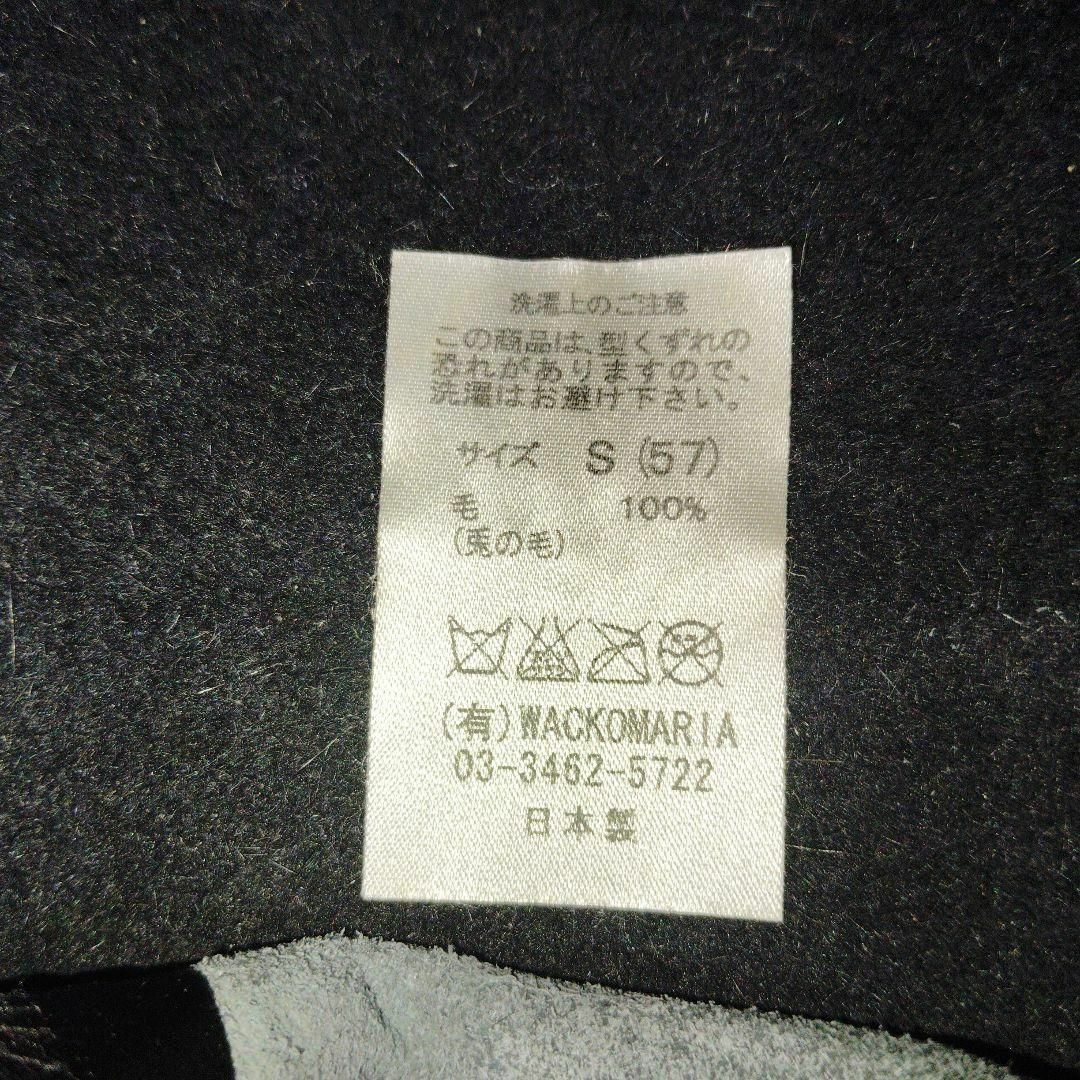 洗濯上のご注意
この商品は、型くずれの
恐れがありますので、
洗濯はお避け下さい。
サイズ S (57)
毛 100%
(兎の毛)
(有)WACKOMARIA
03-3462-5722
日本製